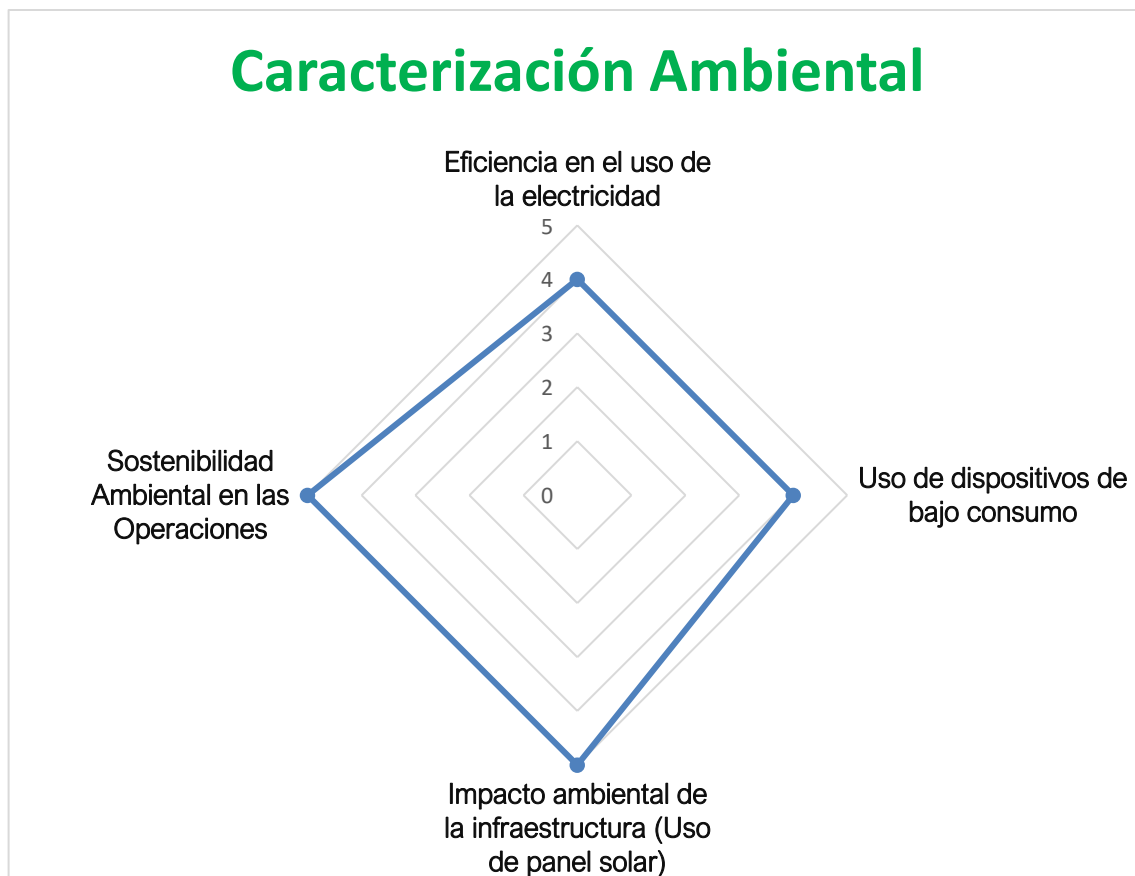 Caracterización Ambiental
Eficiencia en el uso de
la electricidad
5
4
3
2
1
0
Sostenibilidad
Ambiental en las
Operaciones
Uso de dispositivos de
bajo consumo
Impacto ambiental de
la infraestructura (Uso
de panel solar)